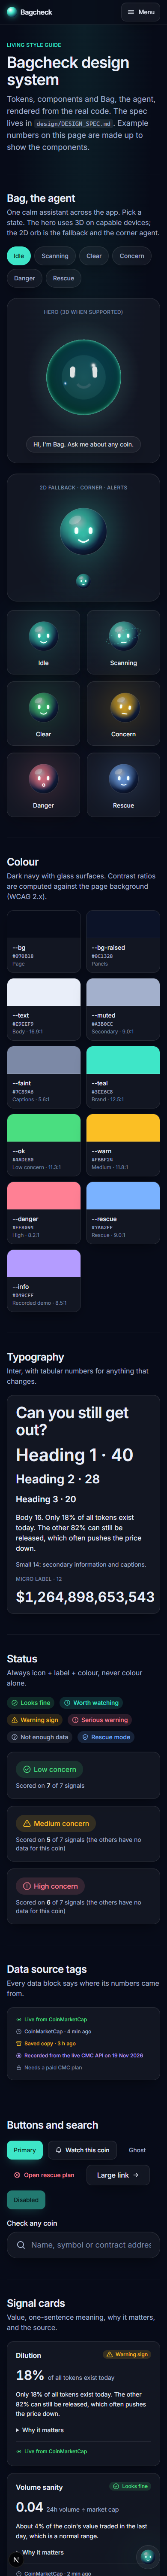 Bagcheck
Menu
LIVING STYLE GUIDE
Bagcheck design
system
Tokens, components and Bag, the agent,
rendered from the real code. The spec
lives in design/DESIGN_SPEC.md. Example
numbers on this page are made up to
show the components.
Bag, the agent
One calm assistant across the app. Pick a
state. The hero uses 3D on capable devices;
the 2D orb is the fallback and the corner agent.
Idle
Scanning
Clear
Concern
Danger
Rescue
HERO (3D WHEN SUPPORTED)
Hi, I'm Bag. Ask me about any coin.
2D FALLBACK · CORNER · ALERTS
Idle
Scanning
Clear
Concern
Danger
Rescue
Colour
Dark navy with glass surfaces. Contrast ratios
are computed against the page background
(WCAG 2.x).
--bg
Page
--bg-raised
Panels
--text
Body · 16.9:1
--muted
Secondary · 9.0:1
--faint
Captions · 5.8:1
--teal
Brand · 12.5:1
--ok
Low concern · 11.3:1
--warn
Medium · 11.8:1
--danger
High · 8.2:1
--rescue
Rescue · 9.0:1
--info
Recorded demo · 8.5:1
Typography
Inter, with tabular numbers for anything that
changes.
Can you still get
out?
Heading 1 · 40
Heading 2 · 28
Heading 3 · 20
Body 16. Only 18% of all tokens exist
today. The other 82% can still be
released, which often pushes the price
down.
Small 14: secondary information and captions.
MICRO LABEL · 12
$1,264,898,653,543
Status
Always icon + label + colour, never colour
alone.
Looks fine
Worth watching
Warning sign
Serious warning
Not enough data
Rescue mode
Low concern
Scored on 7 of 7 signals
Medium concern
Scored on 5 of 7 signals (the others have no
data for this coin)
High concern
Scored on 6 of 7 signals (the others have no
data for this coin)
Data source tags
Every data block says where its numbers came
from.
Live from CoinMarketCap
CoinMarketCap · 4 min ago
Saved copy · 3 h ago
Recorded from the live CMC API on 19 Nov 2026
Needs a paid CMC plan
Buttons and search
Primary
Watch this coin
Ghost
Open rescue plan
Large link →
Disabled
Check any coin
Name, symbol or contract address
Signal cards
Value, one-sentence meaning, why it matters,
and the source.
Dilution
Warning sign
18% of all tokens exist today
Only 18% of all tokens exist today. The other
82% can still be released, which often pushes
the price down.
Why it matters
Live from CoinMarketCap
Volume sanity
Looks fine
0.04 24h volume ÷ market cap
About 4% of the coin's value traded in the last
day, which is a normal range.
Why it matters
CoinMarketCap · 2 min ago